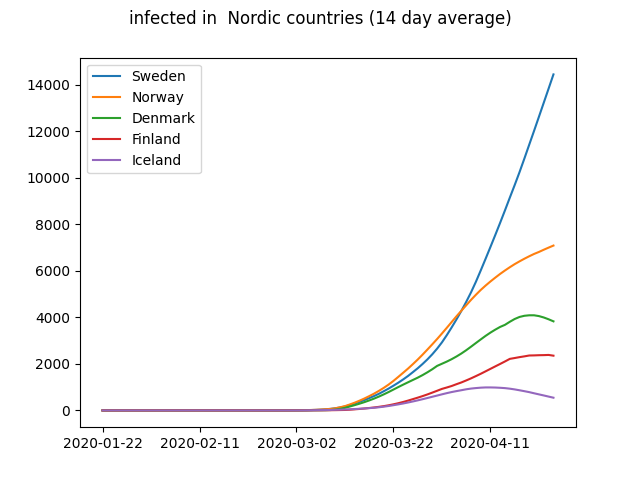 infected in  Nordic countries (14 day average)
Sweden
Norway
Denmark
Finland
Iceland
14000
12000
10000
8000
6000
4000
2000
0
2020-01-22 2020-02-11 2020-03-02 2020-03-22 2020-04-11